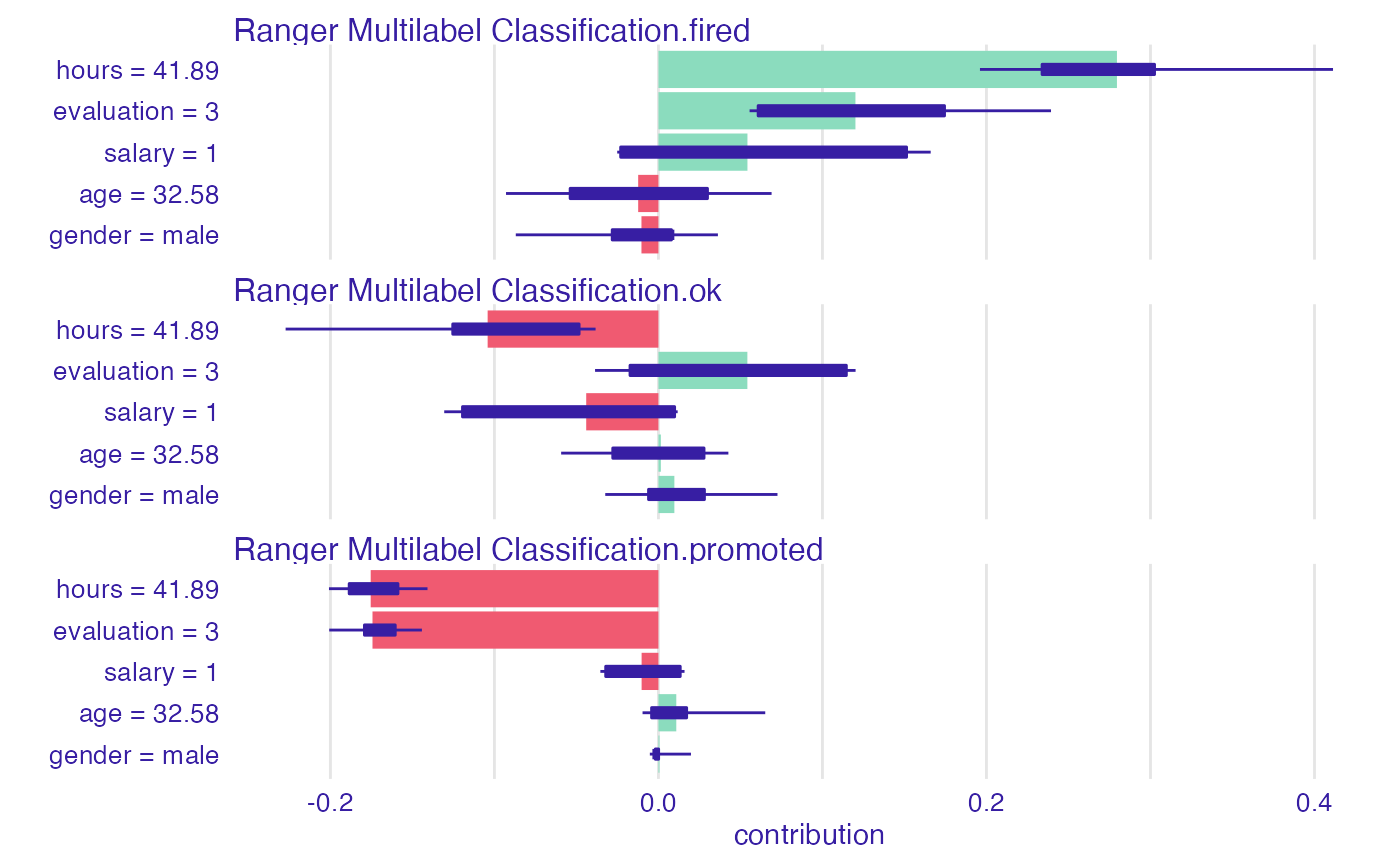 Ranger Multilabel Classification.fired
hours = 41.89
evaluation = 3
salary = 1
age = 32.58
gender = male
Ranger Multilabel Classification.ok
hours = 41.89
evaluation = 3
salary = 1
age = 32.58
gender = male
Ranger Multilabel Classification.promoted
hours = 41.89
evaluation = 3
salary = 1
age = 32.58
gender = male
-0.2 0.0 0.2 0.4
contribution